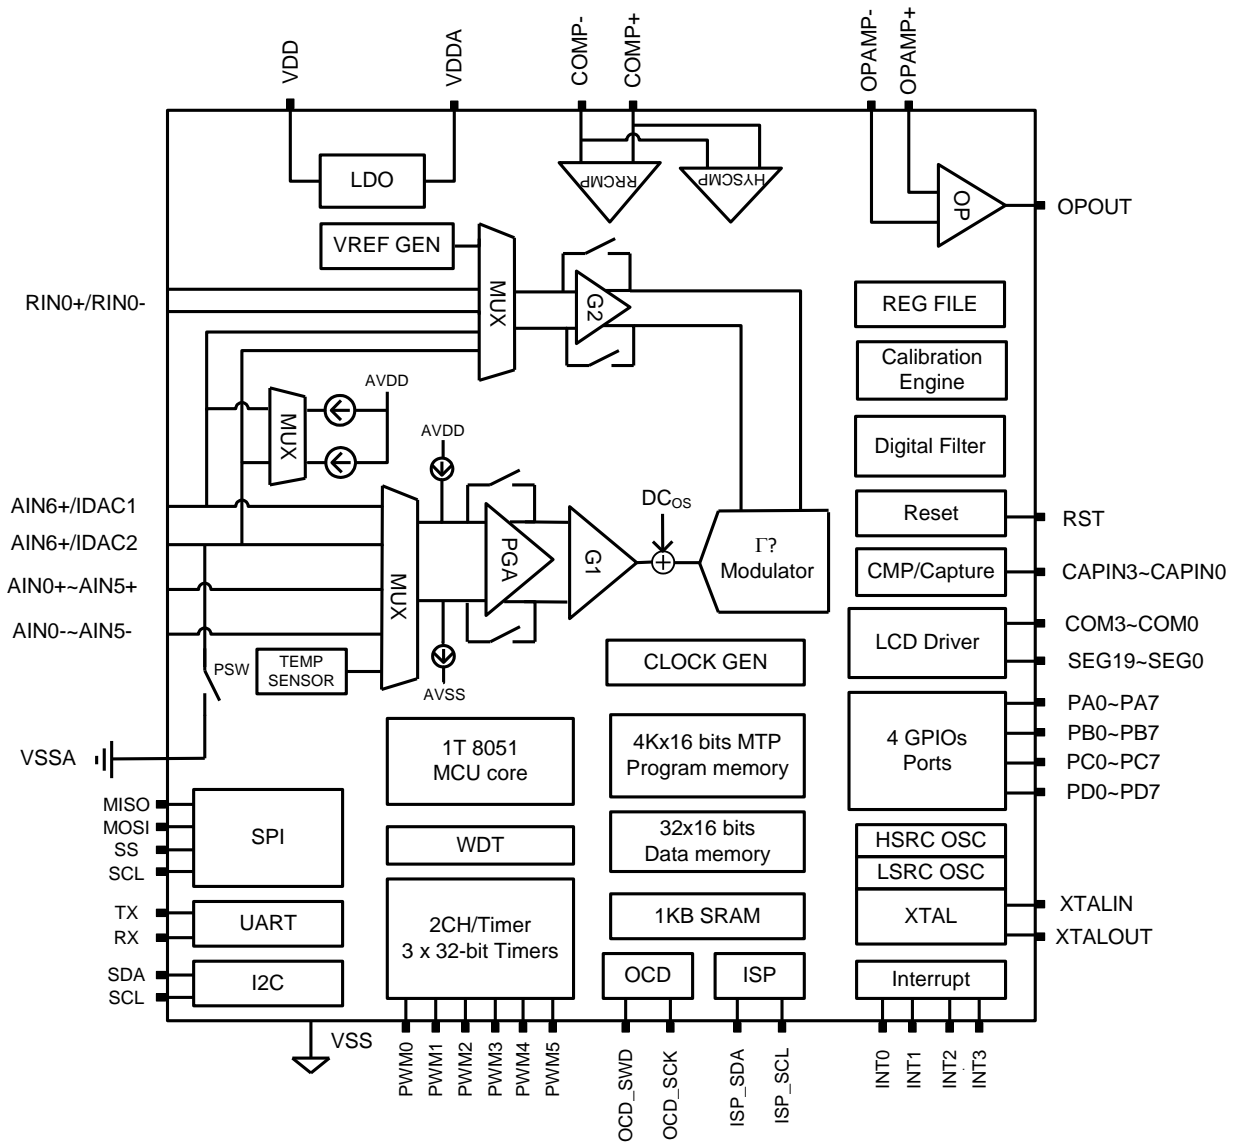 VDD
VDDA
COMP-
COMP+
OPAMP-
OPAMP+
LDO
RRCMP
HYSCMP
OP
OPOUT
VREF GEN
MUX
G2
RIN0+/RIN0-
REG FILE
Calibration
Engine
AVDD
MUX
AVDD
Digital Filter
AIN6+/IDAC1
AIN6+/IDAC2
AIN0+~AIN5+
AIN0-~AIN5-
MUX
PGA
G1
DCOS
Γ?
Modulator
Reset
RST
CMP/Capture
CAPIN3~CAPIN0
LCD Driver
COM3~COM0
SEG19~SEG0
PSW
TEMP
SENSOR
AVSS
CLOCK GEN
VSSA
1T 8051
MCU core
4Kx16 bits MTP
Program memory
4 GPIOs
Ports
PA0~PA7
PB0~PB7
PC0~PC7
PD0~PD7
MISO
MOSI
SS
SCL
SPI
WDT
32x16 bits
Data memory
HSRC OSC
LSRC OSC
XTAL
XTALIN
XTALOUT
TX
RX
UART
2CH/Timer
3 x 32-bit Timers
1KB SRAM
SDA
SCL
I2C
OCD
ISP
Interrupt
VSS
PWM0
PWM1
PWM2
PWM3
PWM4
PWM5
OCD_SWD
OCD_SCK
ISP_SDA
ISP_SCL
INT0
INT1
INT2
INT3